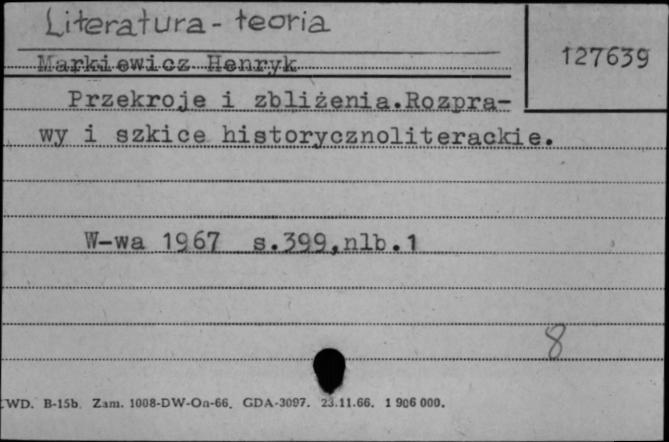 Literatura - teoria
127639
Markiewicz Henryk
Przekroje i zbliżenia.Rozpra-
wy i szkice historycznoliterackie.
W-wa 1967 s.399,nlb.1
8
WD. B-15b. Zam. 1008-DW-On-66. GDA-3097. 23.11.66. 1 906 000.